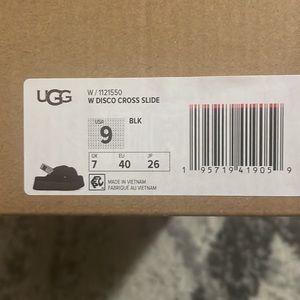 UGG
W / 1121550
W DISCO CROSS SLIDE
USA
9
BLK
UK EU JP
7 40 26
MADE IN VIETNAM
FABRIQUÉ AU VIETNAM
1 95719 41905 9